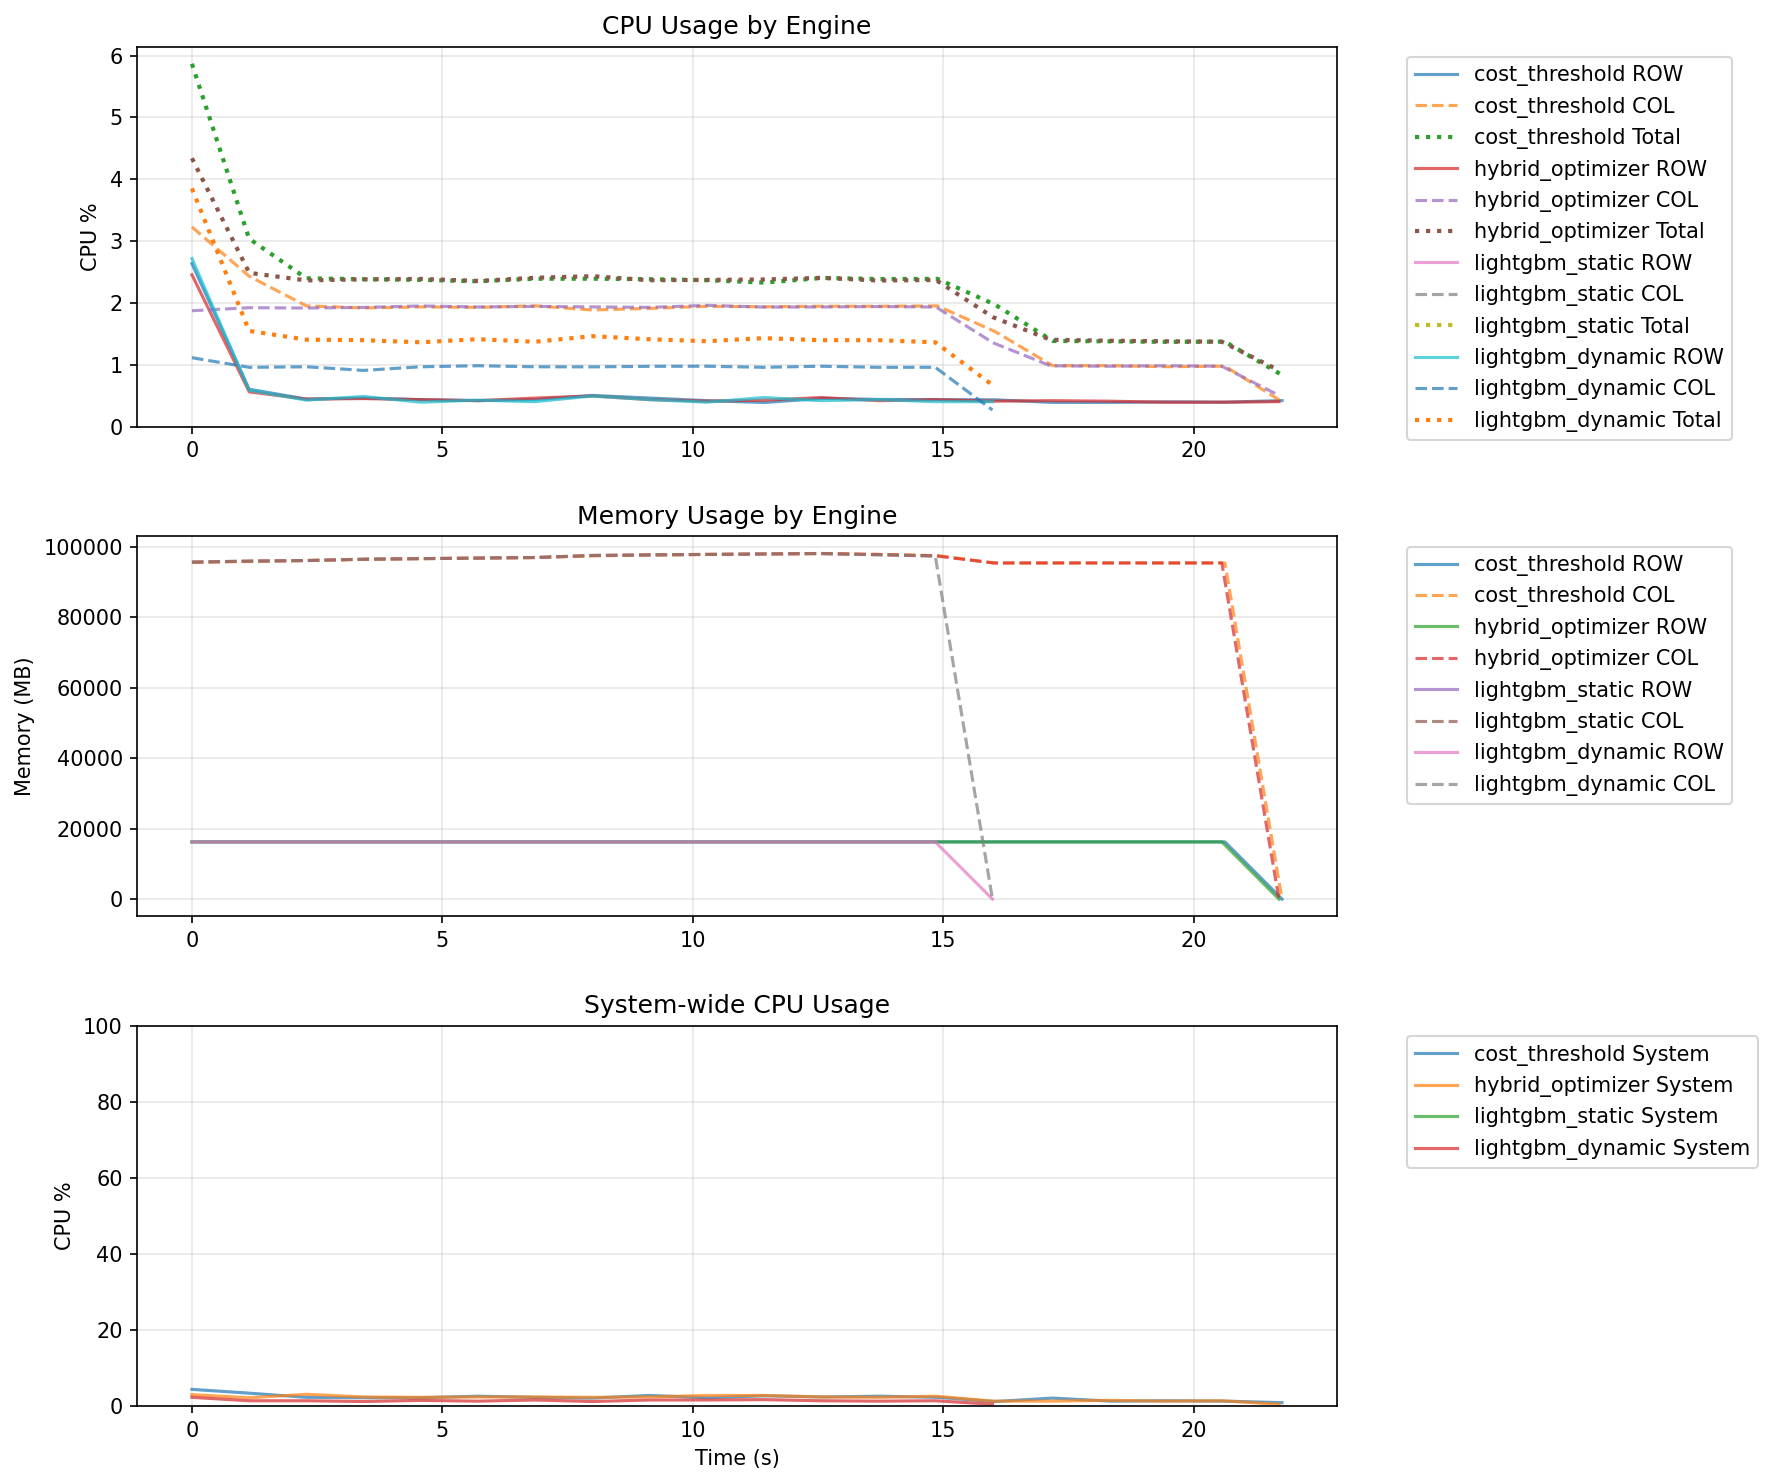 CPU Usage by Engine
CPU %
6
5
4
3
2
1
0
0 5 10 15 20
cost_threshold ROW
cost_threshold COL
cost_threshold Total
hybrid_optimizer ROW
hybrid_optimizer COL
hybrid_optimizer Total
lightgbm_static ROW
lightgbm_static COL
lightgbm_static Total
lightgbm_dynamic ROW
lightgbm_dynamic COL
lightgbm_dynamic Total
Memory Usage by Engine
Memory (MB)
100000
80000
60000
40000
20000
0
0 5 10 15 20
cost_threshold ROW
cost_threshold COL
hybrid_optimizer ROW
hybrid_optimizer COL
lightgbm_static ROW
lightgbm_static COL
lightgbm_dynamic ROW
lightgbm_dynamic COL
System-wide CPU Usage
CPU %
100
80
60
40
20
0
0 5 10 15 20
Time (s)
cost_threshold System
hybrid_optimizer System
lightgbm_static System
lightgbm_dynamic System